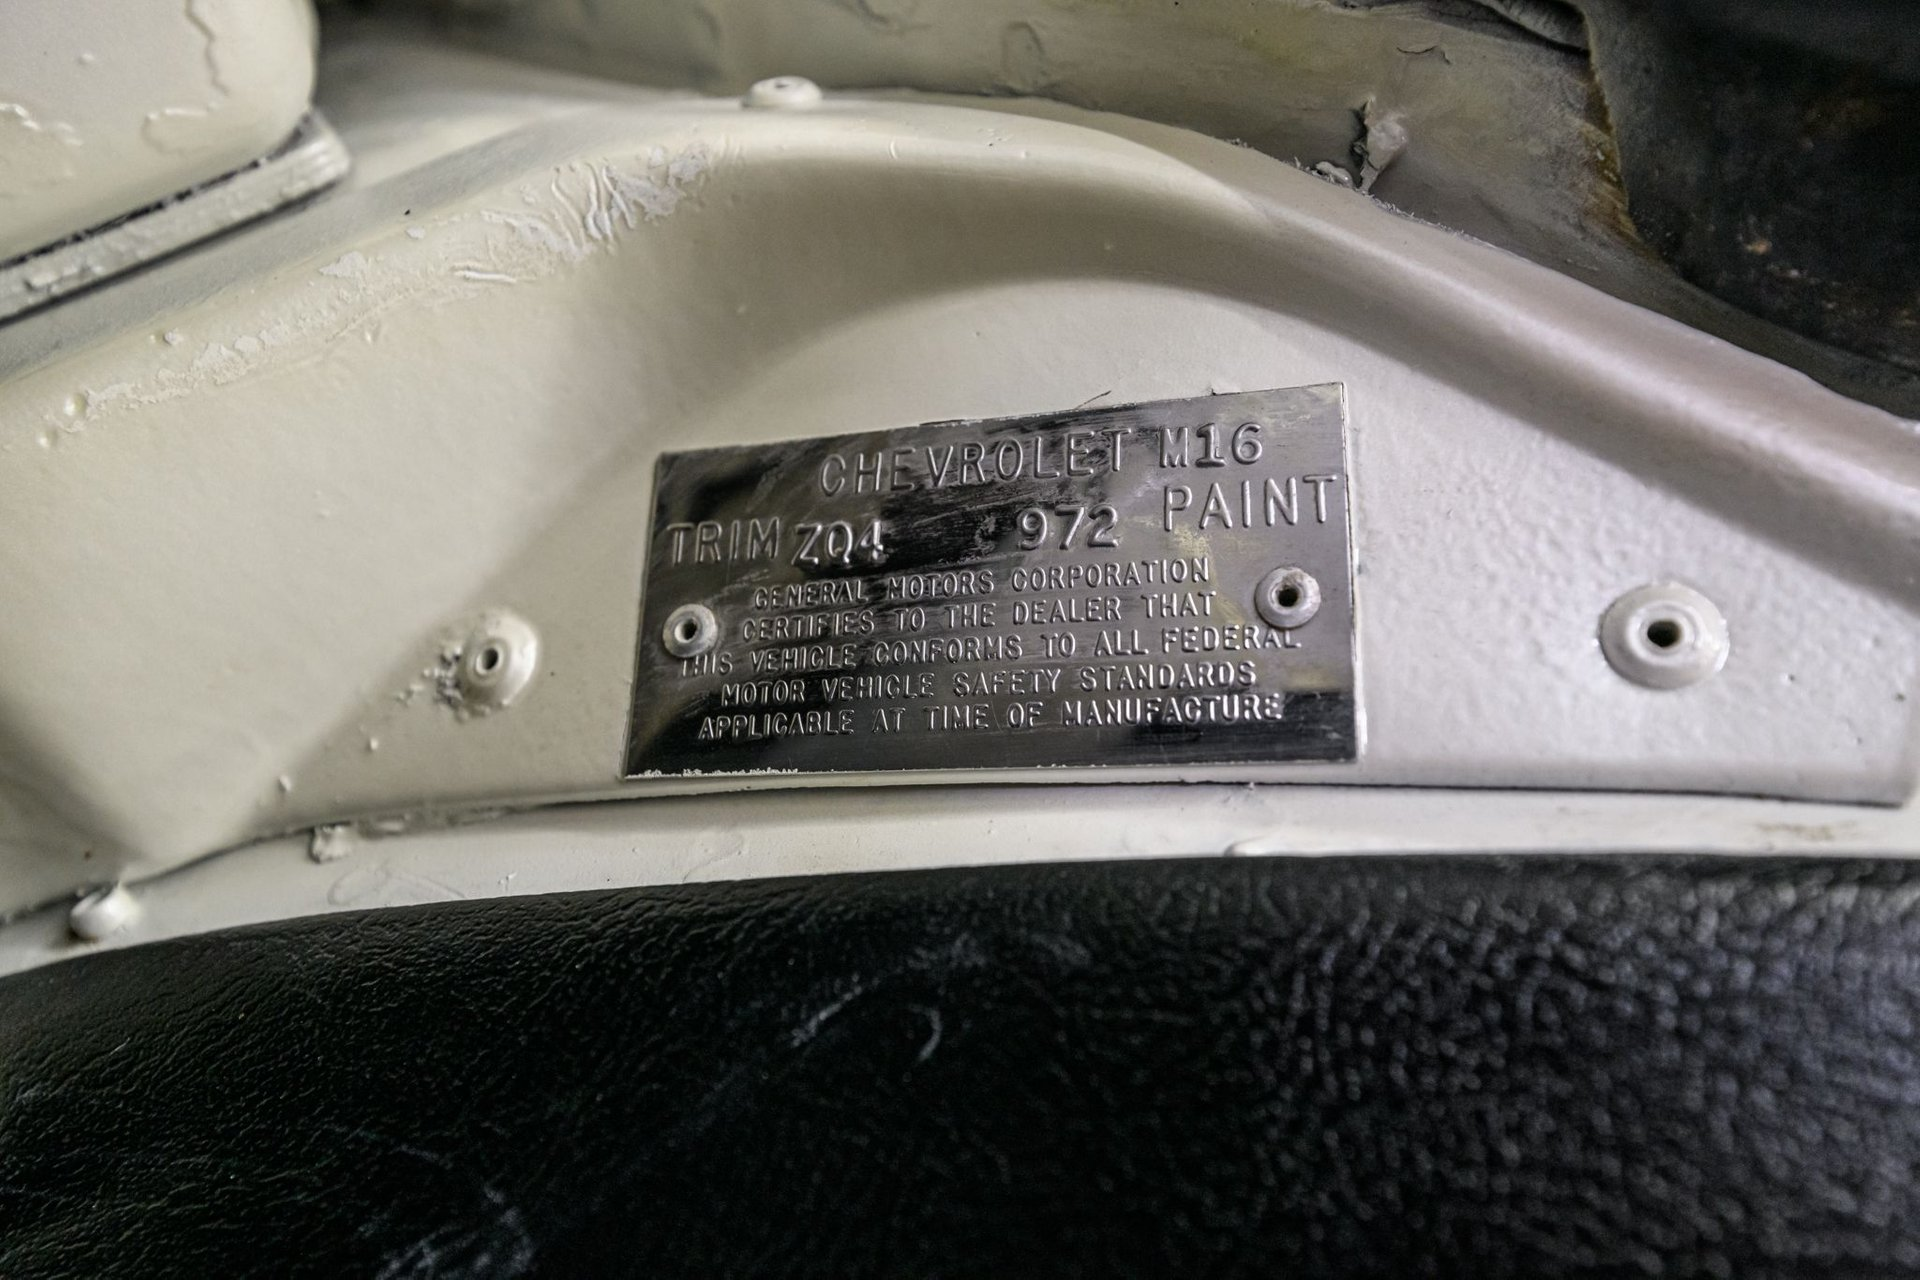 CHEVROLET M16
TRIM ZQ4 972 PAINT
GENERAL MOTORS CORPORATION
CERTIFIES TO THE DEALER THAT
THIS VEHICLE CONFORMS TO ALL FEDERAL
MOTOR VEHICLE SAFETY STANDARDS
APPLICABLE AT TIME OF MANUFACTURE